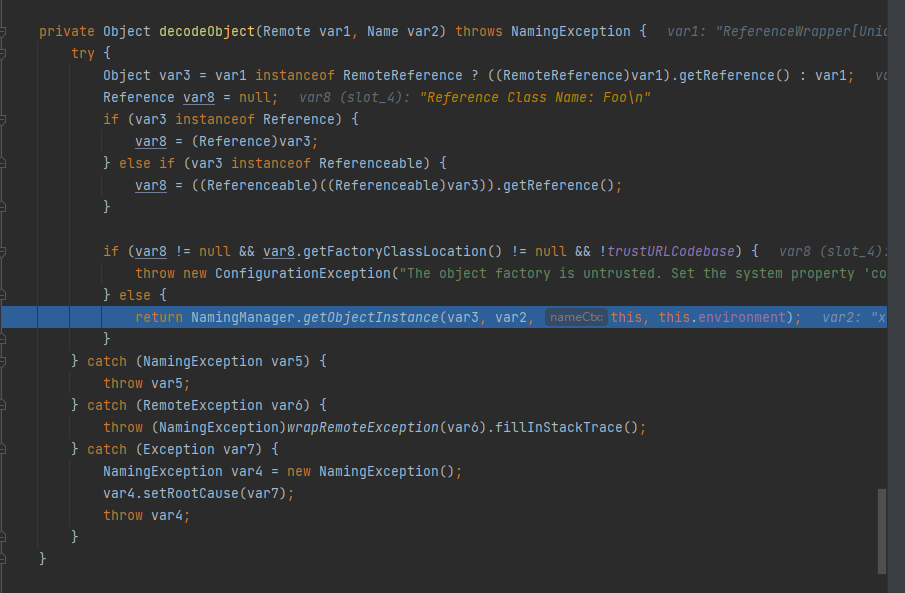 private Object decodeObject(Remote var1, Name var2) throws NamingException {   var1: "ReferenceWrapper[Unic
    try {
        Object var3 = var1 instanceof RemoteReference ? ((RemoteReference)var1).getReference() : var1;   va
        Reference var8 = null;   var8 (slot_4): "Reference Class Name: Foo\n"
        if (var3 instanceof Reference) {
            var8 = (Reference)var3;
        } else if (var3 instanceof Referenceable) {
            var8 = ((Referenceable)((Referenceable)var3)).getReference();
        }
        if (var8 != null && var8.getFactoryClassLocation() != null && !trustURLCodebase) {   var8 (slot_4):
            throw new ConfigurationException("The object factory is untrusted. Set the system property 'co
        } else {
            return NamingManager.getObjectInstance(var3, var2, nameCtx: this, this.environment);   var2: "x
        }
    } catch (NamingException var5) {
        throw var5;
    } catch (RemoteException var6) {
        throw (NamingException)wrapRemoteException(var6).fillInStackTrace();
    } catch (Exception var7) {
        NamingException var4 = new NamingException();
        var4.setRootCause(var7);
        throw var4;
    }
}